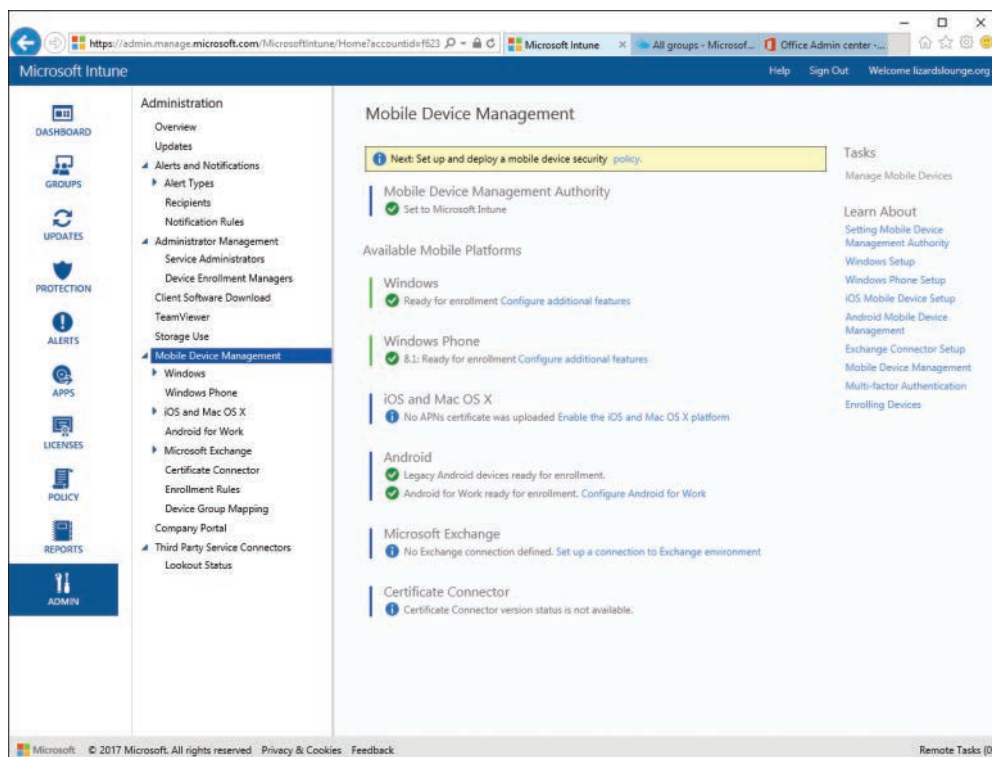 https://admin.manage.microsoft.com/MicrosoftIntune/Home?accountid=f623
Microsoft Intune
All groups - Microsof...
Office Admin center -...
Microsoft Intune
Help Sign Out Welcome lizardslounge.org
DASHBOARD
GROUPS
UPDATES
PROTECTION
ALERTS
APPS
LICENSES
POLICY
REPORTS
ADMIN
Administration
Overview
Updates
Alerts and Notifications
Alert Types
Recipients
Notification Rules
Administrator Management
Service Administrators
Device Enrollment Managers
Client Software Download
TeamViewer
Storage Use
Mobile Device Management
Windows
Windows Phone
iOS and Mac OS X
Android for Work
Microsoft Exchange
Certificate Connector
Enrollment Rules
Device Group Mapping
Company Portal
Third Party Service Connectors
Lookout Status
Mobile Device Management
Next: Set up and deploy a mobile device security policy.
Mobile Device Management Authority
Set to Microsoft Intune
Available Mobile Platforms
Windows
Ready for enrollment Configure additional features
Windows Phone
8.1: Ready for enrollment Configure additional features
iOS and Mac OS X
No APNs certificate was uploaded Enable the iOS and Mac OS X platform
Android
Legacy Android devices ready for enrollment.
Android for Work ready for enrollment. Configure Android for Work
Microsoft Exchange
No Exchange connection defined. Set up a connection to Exchange environment
Certificate Connector
Certificate Connector version status is not available.
Tasks
Manage Mobile Devices
Learn About
Setting Mobile Device
Management Authority
Windows Setup
Windows Phone Setup
iOS Mobile Device Setup
Android Mobile Device
Management
Exchange Connector Setup
Mobile Device Management
Multi-factor Authentication
Enrolling Devices
Microsoft © 2017 Microsoft. All rights reserved Privacy & Cookies Feedback
Remote Tasks (0